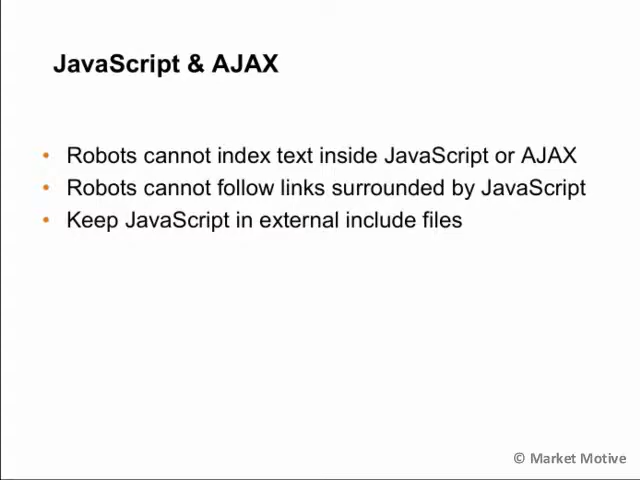 JavaScript & AJAX
• Robots cannot index text inside JavaScript or AJAX
• Robots cannot follow links surrounded by JavaScript
• Keep JavaScript in external include files
© Market Motive